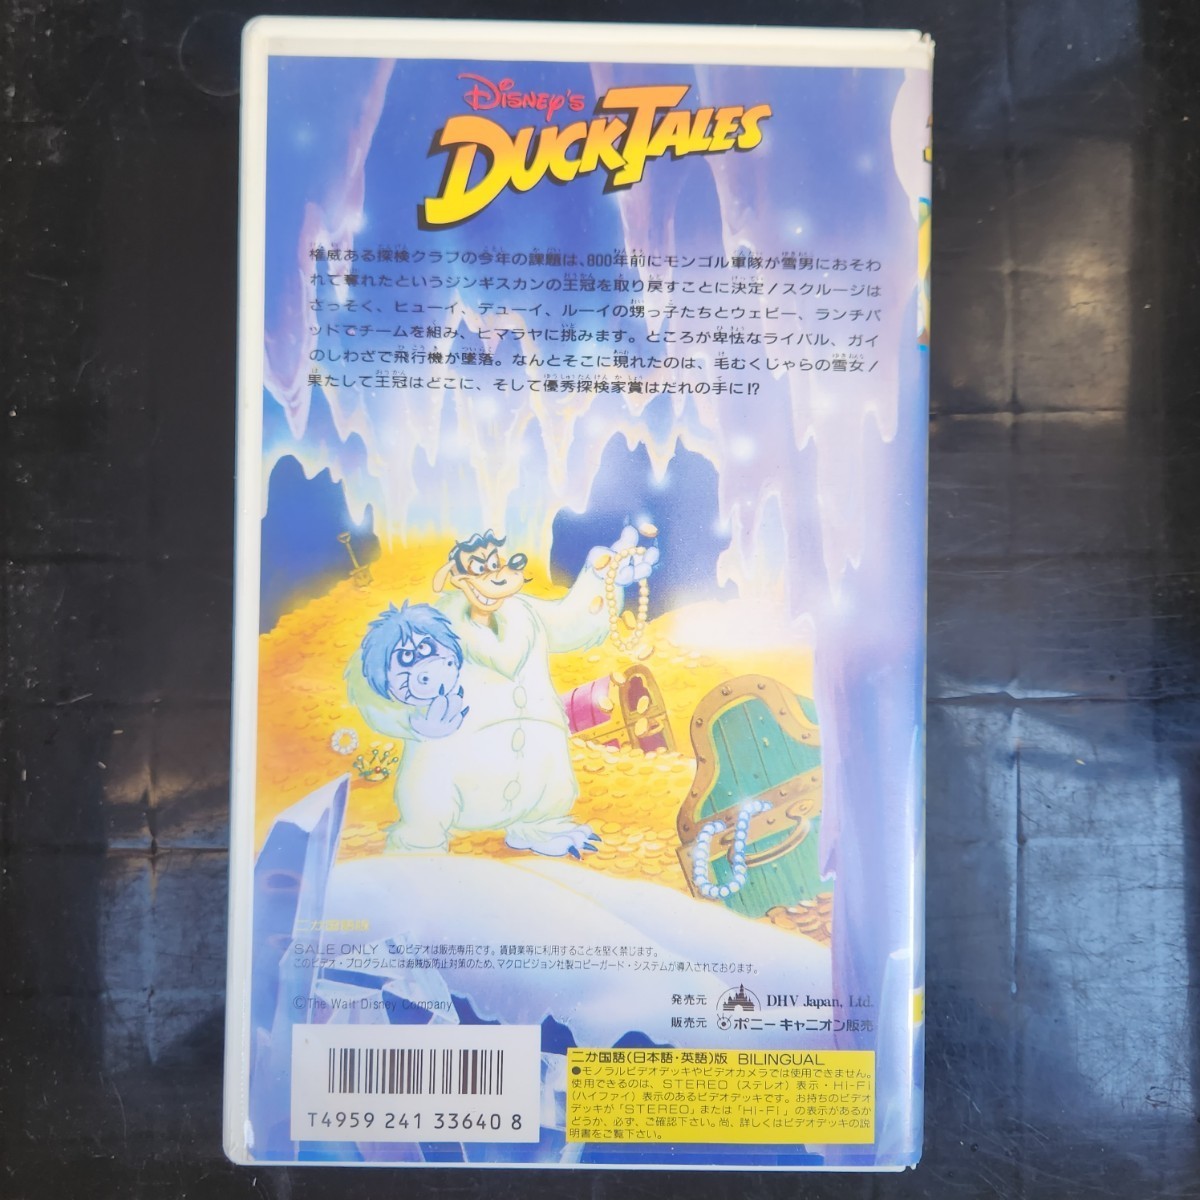 DISNEY'S
DUCKTALES
権威ある探検クラブの今年の課題は、800年前にモンゴル軍隊が雪男におそわ
れて奪れたというジンギスカンの王冠を取り戻すことに決定!スクルージは
さっそく、ヒューイ、デューイ、ルーイの甥っ子たちとウェビー、ランチパ
ッドでチームを組み、ヒマラヤに挑みます。ところが卑怯なライバル、ガイ
のしわざで飛行機が墜落。なんとそこに現れたのは、毛むくじゃらの雪女!
果たして王冠はどこに、そして優秀探検家賞はだれの手に!?
二カ国語版
SALE ONLY このビデオは販売専用です。賃貸業等に利用することを堅く禁じます。
このビデオ・プログラムには海賊版防止対策のため、マクロビジョン社製コピーガード・システムが導入されております。
©The Walt Disney Company
発売元 DHV Japan, Ltd.
販売元 ポニーキャニオン販売
T4959 241 33640 8
二カ国語(日本語・英語)版 BILINGUAL
●モノラルビデオデッキやビデオカメラでは使用できません。
使用できるのは、STEREO(ステレオ)表示・Hi-Fi
(ハイファイ)表示のあるビデオデッキです。お持ちのビデオ
デッキが「STEREO」または「Hi-Fi」の表示があるか
どうか、必ず、ご確認下さい。尚、詳しくはビデオデッキの説
明書をご覧下さい。